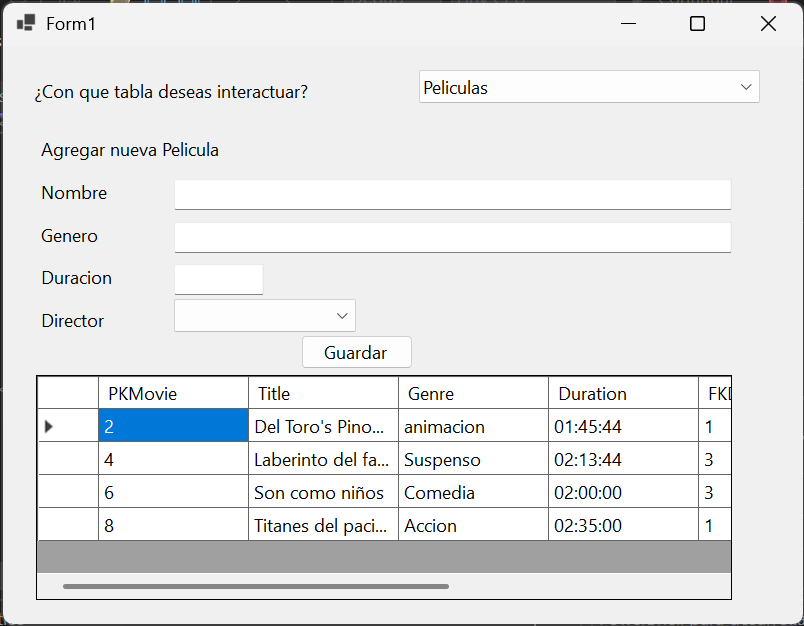 Form1
¿Con que tabla deseas interactuar? Peliculas
Agregar nueva Pelicula
Nombre
Genero
Duracion
Director
Guardar
PKMovie Title Genre Duration FKD
2 Del Toro's Pino... animacion 01:45:44 1
4 Laberinto del fa... Suspenso 02:13:44 3
6 Son como niños Comedia 02:00:00 3
8 Titanes del paci... Accion 02:35:00 1